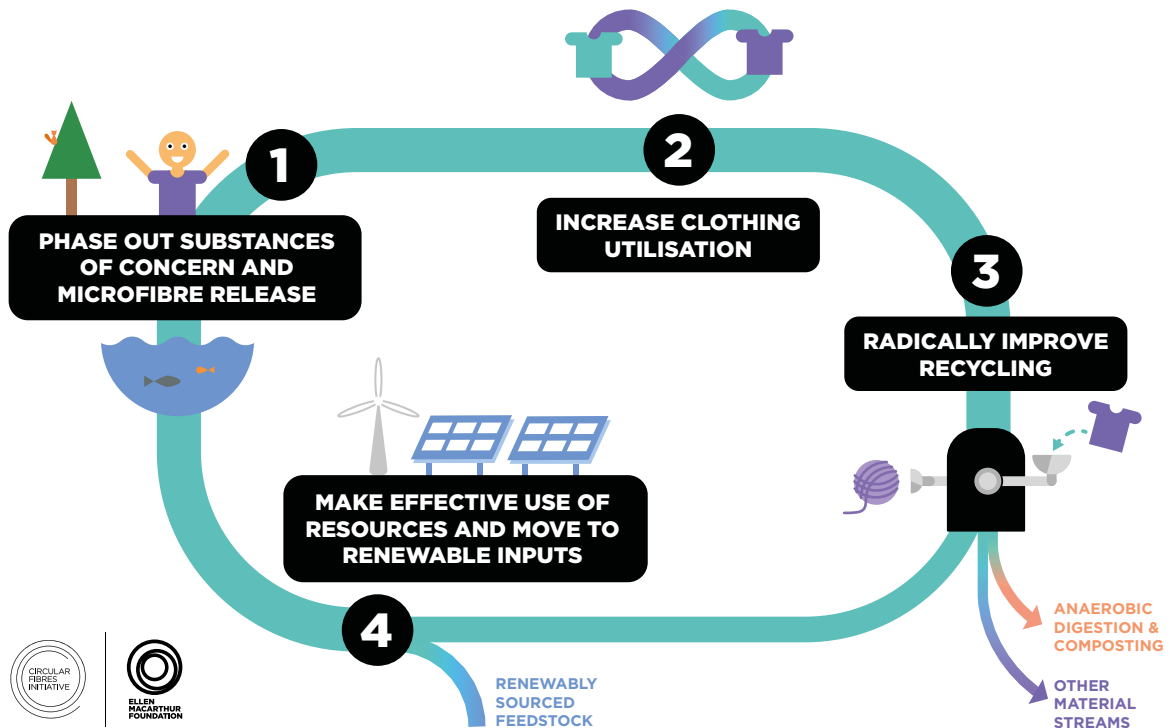 1
PHASE OUT SUBSTANCES
OF CONCERN AND
MICROFIBRE RELEASE
2
INCREASE CLOTHING
UTILISATION
3
RADICALLY IMPROVE
RECYCLING
MAKE EFFECTIVE USE OF
RESOURCES AND MOVE TO
RENEWABLE INPUTS
4
ANAEROBIC
DIGESTION &
COMPOSTING
OTHER
MATERIAL
STREAMS
RENEWABLY
SOURCED
FEEDSTOCK
CIRCULAR
FIBRES
INITIATIVE
ELLEN
MACARTHUR
FOUNDATION